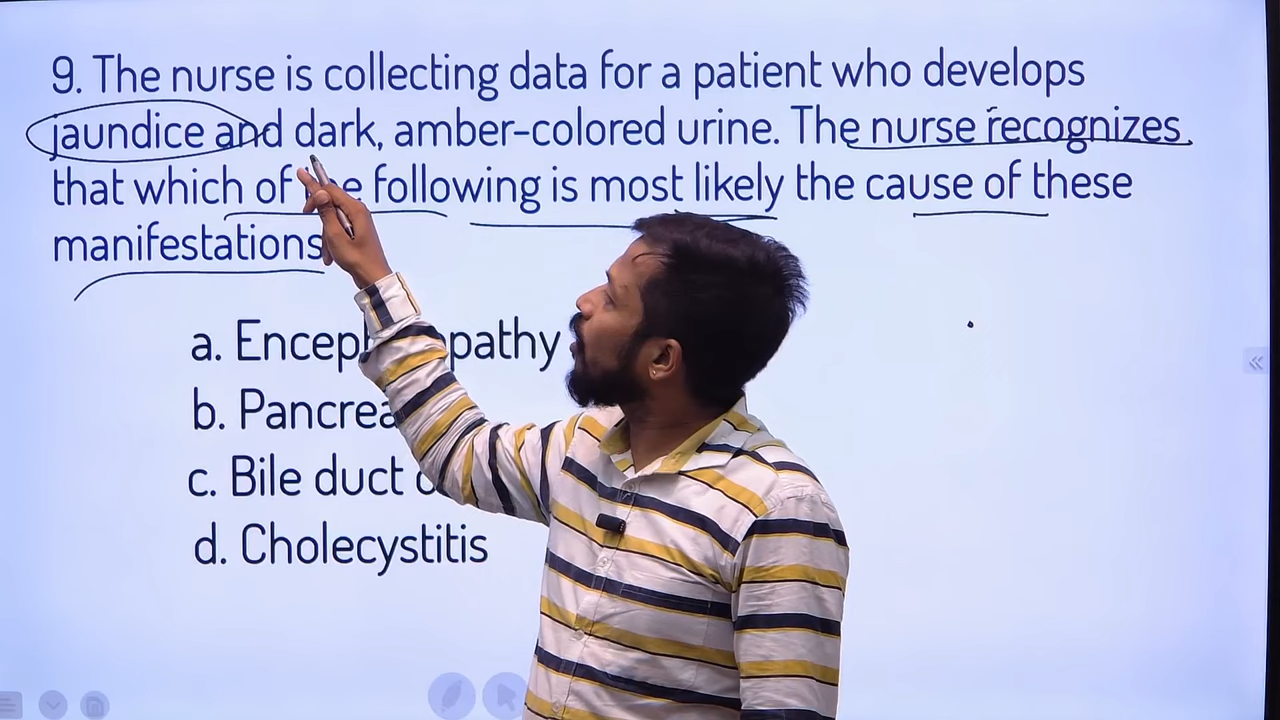 9. The nurse is collecting data for a patient who develops
jaundice and dark, amber-colored urine. The nurse recognizes
that which of the following is most likely the cause of these
manifestations
a.
b.
c. Bile duct
d. Cholecystitis